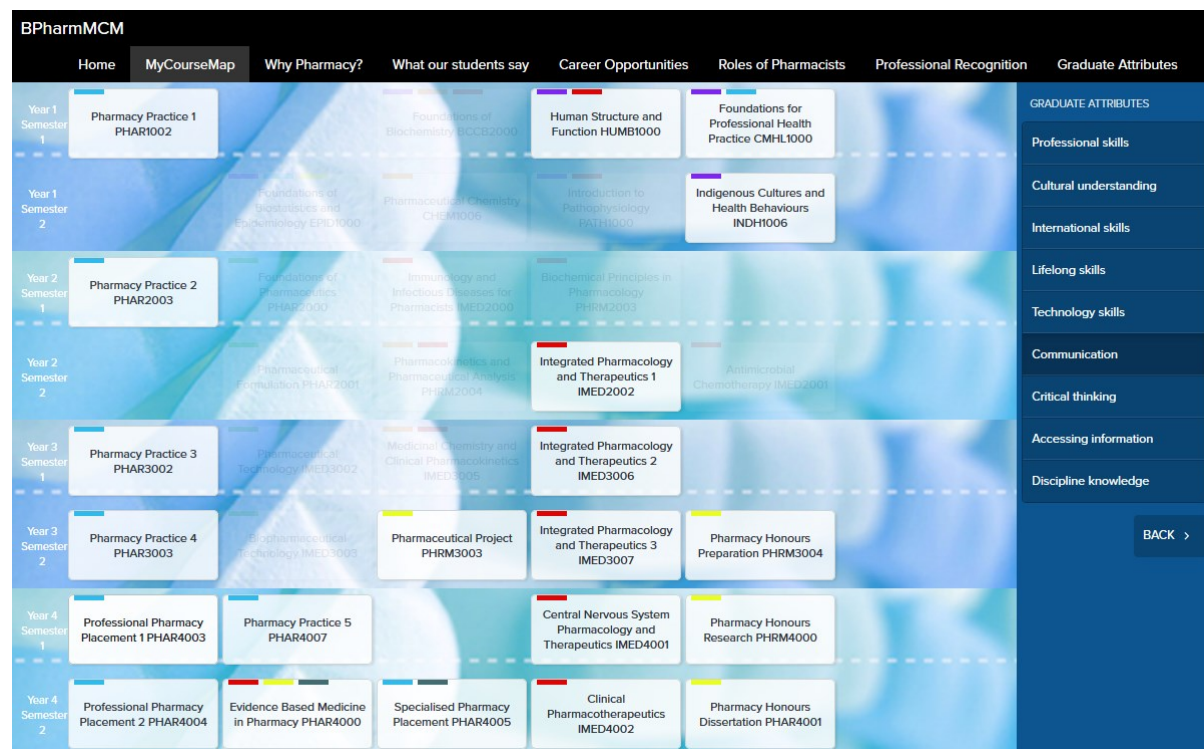 BPharmMCM
Home MyCourseMap Why Pharmacy? What our students say Career Opportunities Roles of Pharmacists Professional Recognition Graduate Attributes
Year 1
Semester
1
Pharmacy Practice 1
PHAR1002
Foundations of
Biochemistry BCCB2000
Human Structure and
Function HUMB1000
Foundations for
Professional Health
Practice CMHL1000
Year 1
Semester
2
Foundations of
Biostatistics and
Epidemiology EPID1000
Pharmaceutical Chemistry
CHEM1006
Introduction to
Pathophysiology
PATH1000
Indigenous Cultures and
Health Behaviours
INDH1006
Year 2
Semester
1
Pharmacy Practice 2
PHAR2003
Foundations of
Pharmaceutics
PHAR2000
Immunology and
Infectious Diseases for
Pharmacists IMED2000
Biochemical Principles in
Pharmacology
PHRM2003
Year 2
Semester
2
Pharmaceutical
Formulation PHAR2001
Pharmacokinetics and
Pharmaceutical Analysis
PHRM2004
Integrated Pharmacology
and Therapeutics 1
IMED2002
Antimicrobial
Chemotherapy IMED2001
Year 3
Semester
1
Pharmacy Practice 3
PHAR3002
Pharmaceutical
Technology IMED3002
Medicinal Chemistry and
Clinical Pharmacokinetics
IMED3005
Integrated Pharmacology
and Therapeutics 2
IMED3006
Year 3
Semester
2
Pharmacy Practice 4
PHAR3003
Biopharmaceutical
Technology IMED3003
Pharmaceutical Project
PHRM3003
Integrated Pharmacology
and Therapeutics 3
IMED3007
Pharmacy Honours
Preparation PHRM3004
Year 4
Semester
1
Professional Pharmacy
Placement 1 PHAR4003
Pharmacy Practice 5
PHAR4007
Central Nervous System
Pharmacology and
Therapeutics IMED4001
Pharmacy Honours
Research PHRM4000
Year 4
Semester
2
Professional Pharmacy
Placement 2 PHAR4004
Evidence Based Medicine
in Pharmacy PHAR4000
Specialised Pharmacy
Placement PHAR4005
Clinical
Pharmacotherapeutics
IMED4002
Pharmacy Honours
Dissertation PHAR4001
GRADUATE ATTRIBUTES
Professional skills
Cultural understanding
International skills
Lifelong skills
Technology skills
Communication
Critical thinking
Accessing information
Discipline knowledge
BACK >